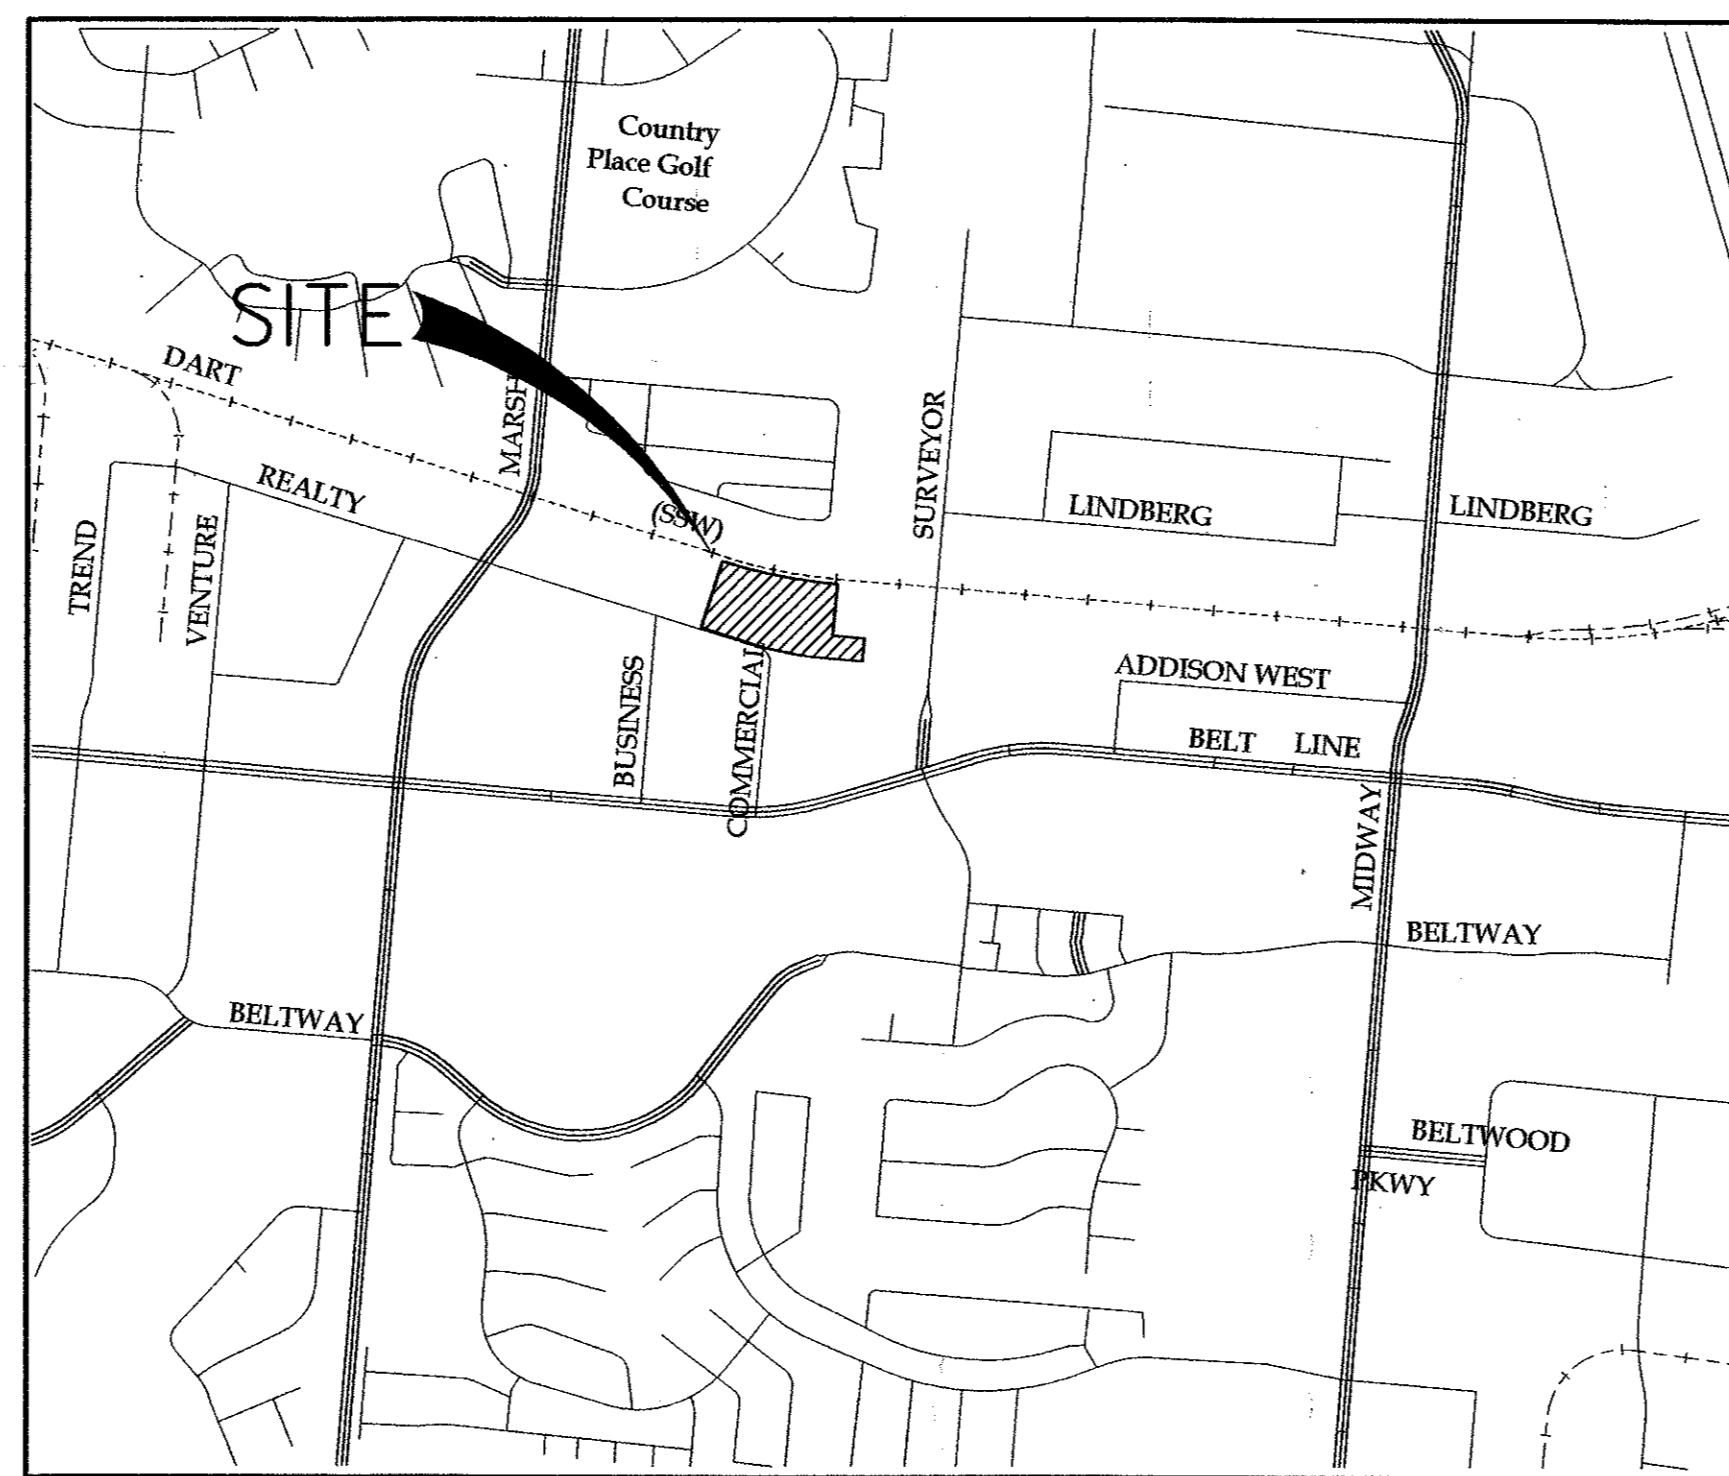 Country
Place Golf
Course
SITE
DART
MARSH
REALTY
(SSW)
SURVEYOR
LINDBERG
LINDBERG
TREND
VENTURE
ADDISON WEST
BUSINESS
COMMERCIAL
BELT LINE
MIDWAY
BELTWAY
BELTWAY
BELTWOOD
PKWY